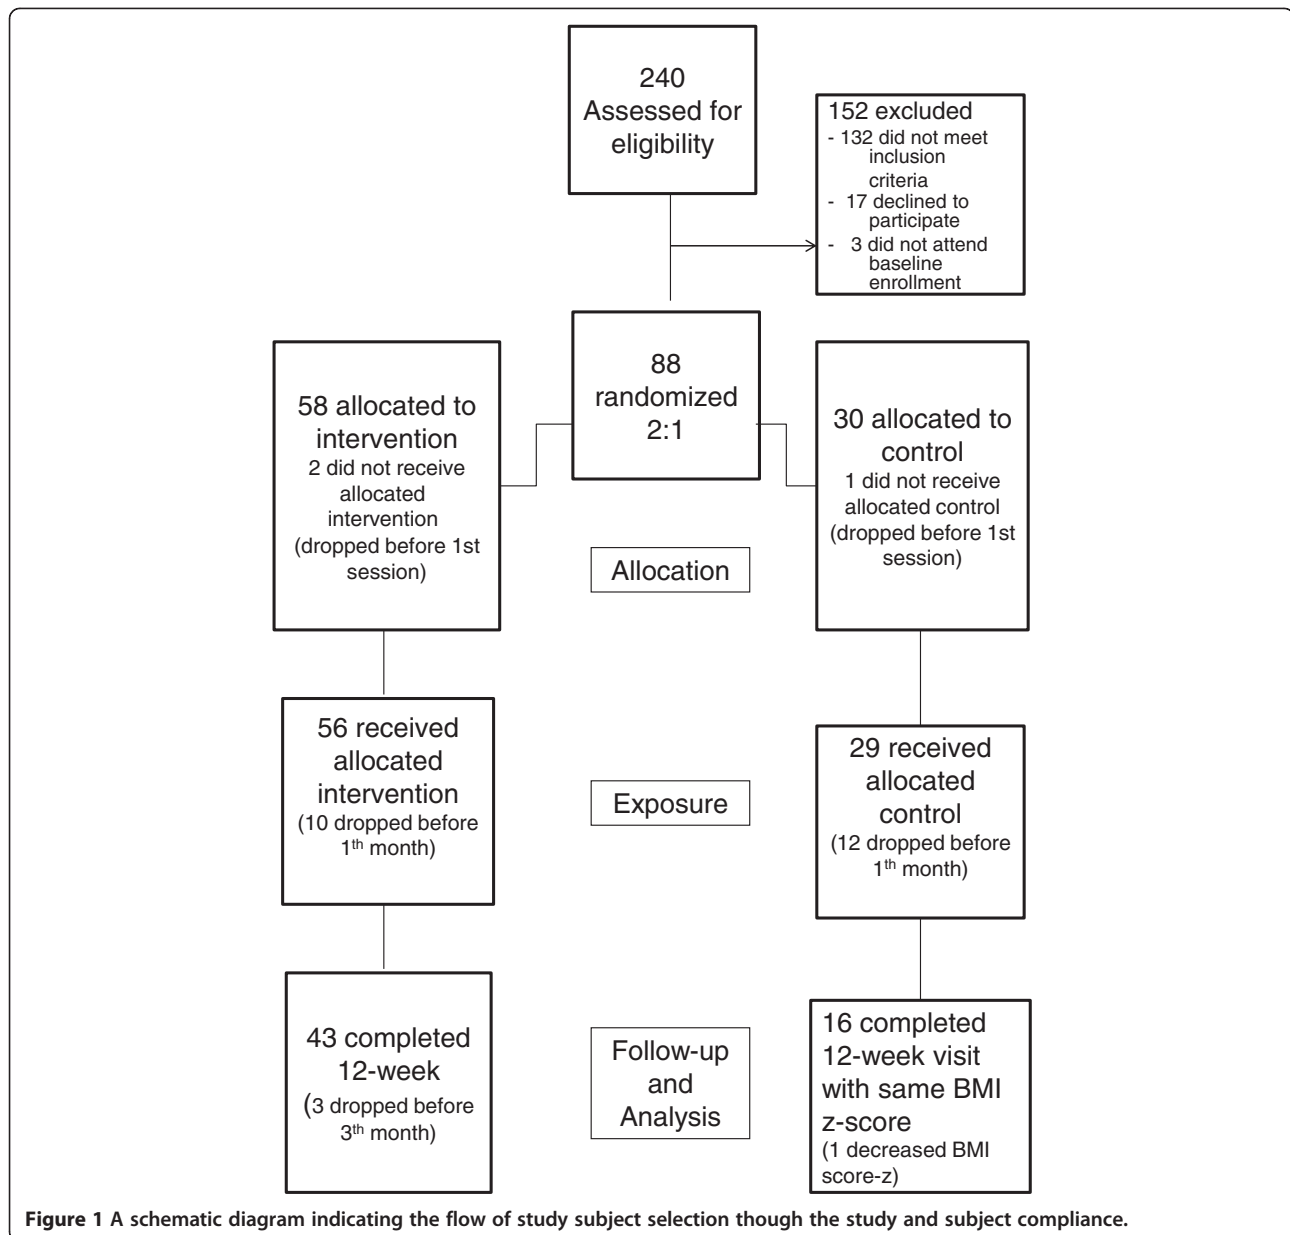 240
Assessed for
eligibility
152 excluded
- 132 did not meet
inclusion
criteria
- 17 declined to
participate
- 3 did not attend
baseline
enrollment
88
randomized
2:1
58 allocated to
intervention
2 did not receive
allocated
intervention
(dropped before 1st
session)
30 allocated to
control
1 did not receive
allocated control
(dropped before 1st
session)
Allocation
56 received
allocated
intervention
(10 dropped before
1th month)
Exposure
29 received
allocated
control
(12 dropped before
1th month)
43 completed
12-week
(3 dropped before
3th month)
Follow-up
and
Analysis
16 completed
12-week visit
with same BMI
z-score
(1 decreased BMI
score-z)
Figure 1 A schematic diagram indicating the flow of study subject selection though the study and subject compliance.